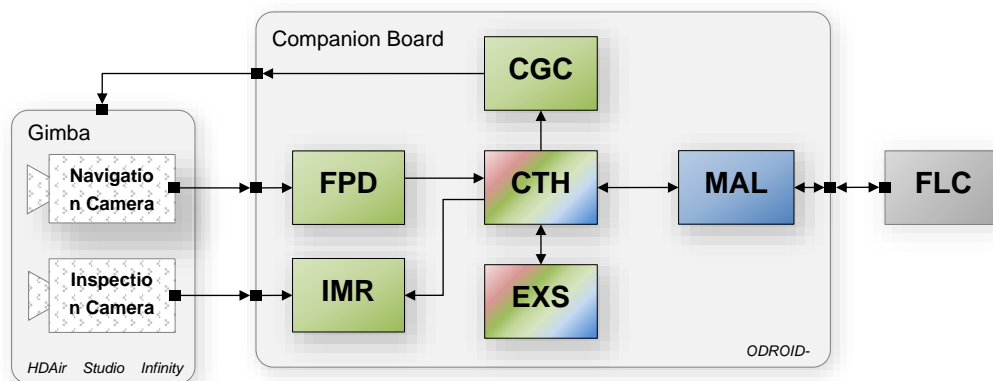 Companion Board
CGC
Gimba
Navigatio
n Camera
FPD
CTH
MAL
FLC
Inspectio
n Camera
IMR
EXS
HDAir Studio Infinity
ODROID-